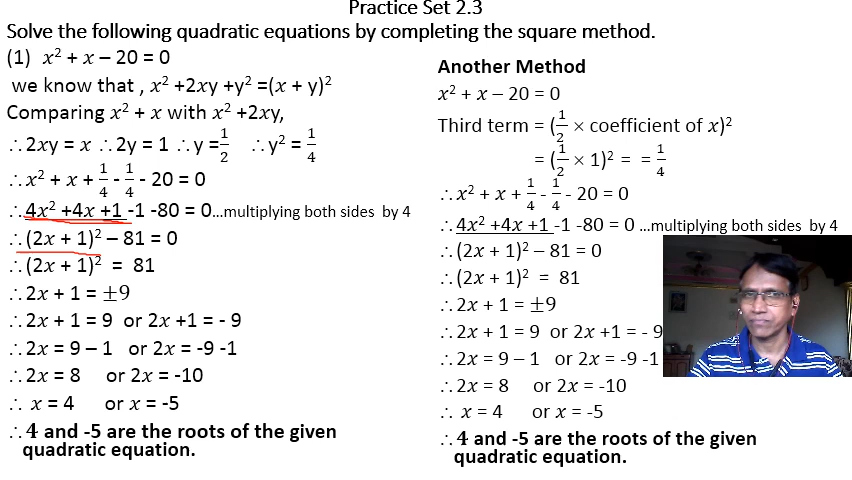 Practice Set 2.3
Solve the following quadratic equations by completing the square method.
(1) x² + x – 20 = 0
we know that , x² +2xy +y² =(x + y)²
Comparing x² + x with x² +2xy,
∴2xy = x ∴2y = 1 ∴y =1/2 ∴y² = 1/4
∴x² + x + 1/4 - 1/4 - 20 = 0
∴4x² +4x +1 -1 -80 = 0...multiplying both sides by 4
∴(2x + 1)² – 81 = 0
∴(2x + 1)² = 81
∴2x + 1 = ±9
∴2x + 1 = 9 or 2x +1 = - 9
∴2x = 9 – 1 or 2x = -9 -1
∴2x = 8 or 2x = -10
∴ x = 4 or x = -5
∴4 and -5 are the roots of the given
quadratic equation.
Another Method
x² + x – 20 = 0
Third term = (1/2 × coefficient of x)²
= (1/2 × 1)² = = 1/4
∴x² + x + 1/4 - 1/4 - 20 = 0
∴4x² +4x +1 -1 -80 = 0 ...multiplying both sides by 4
∴(2x + 1)² – 81 = 0
∴(2x + 1)² = 81
∴2x + 1 = ±9
∴2x + 1 = 9 or 2x +1 = - 9
∴2x = 9 – 1 or 2x = -9 -1
∴2x = 8 or 2x = -10
∴ x = 4 or x = -5
∴4 and -5 are the roots of the given
quadratic equation.